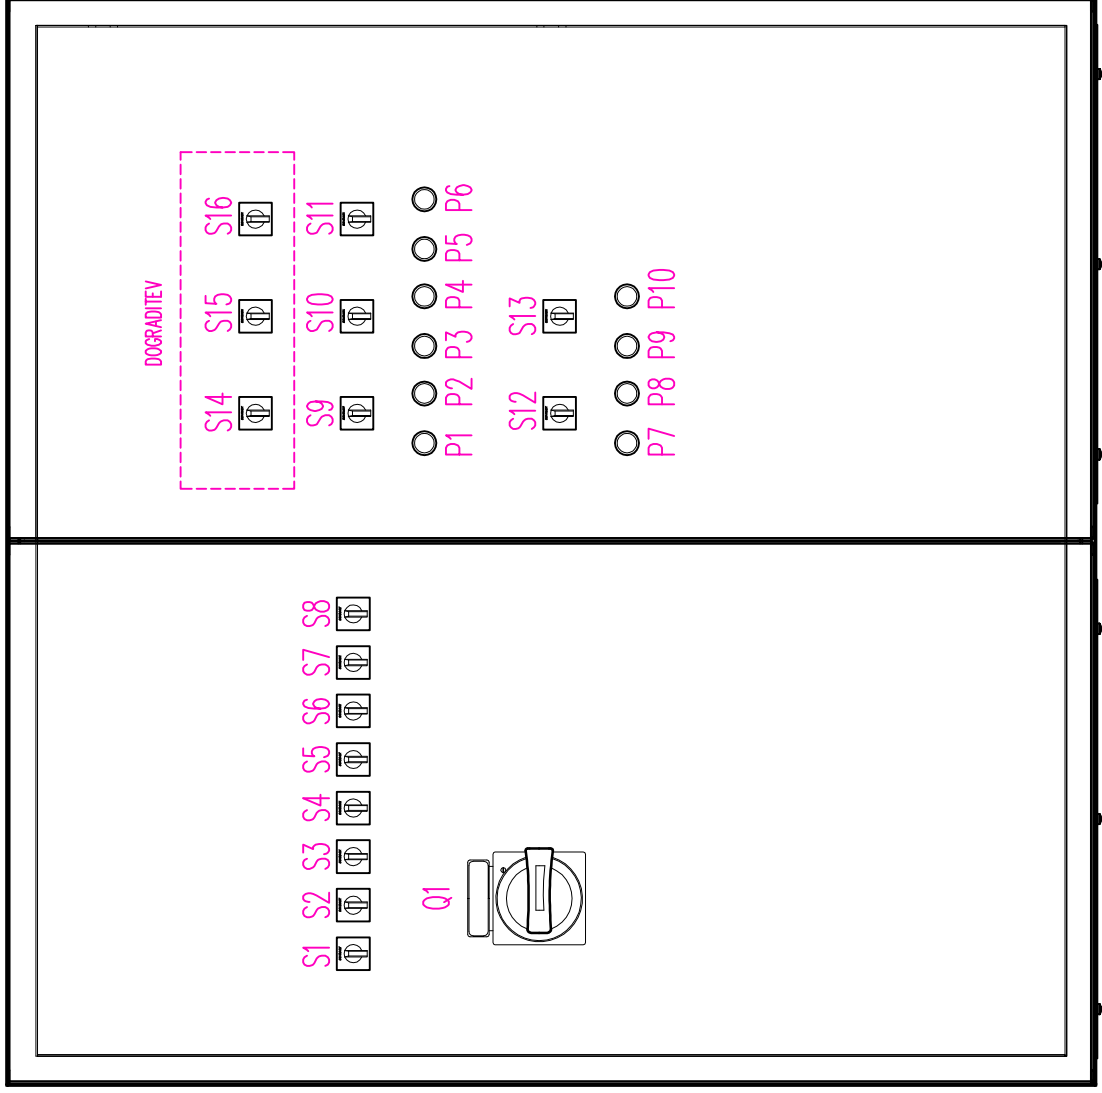 DOGRADITEV
S14 S15 S16
S1 S2 S3 S4 S5 S6 S7 S8 S9 S10 S11
Q1
P1 P2 P3 P4 P5 P6
S12 S13
P7 P8 P9 P10